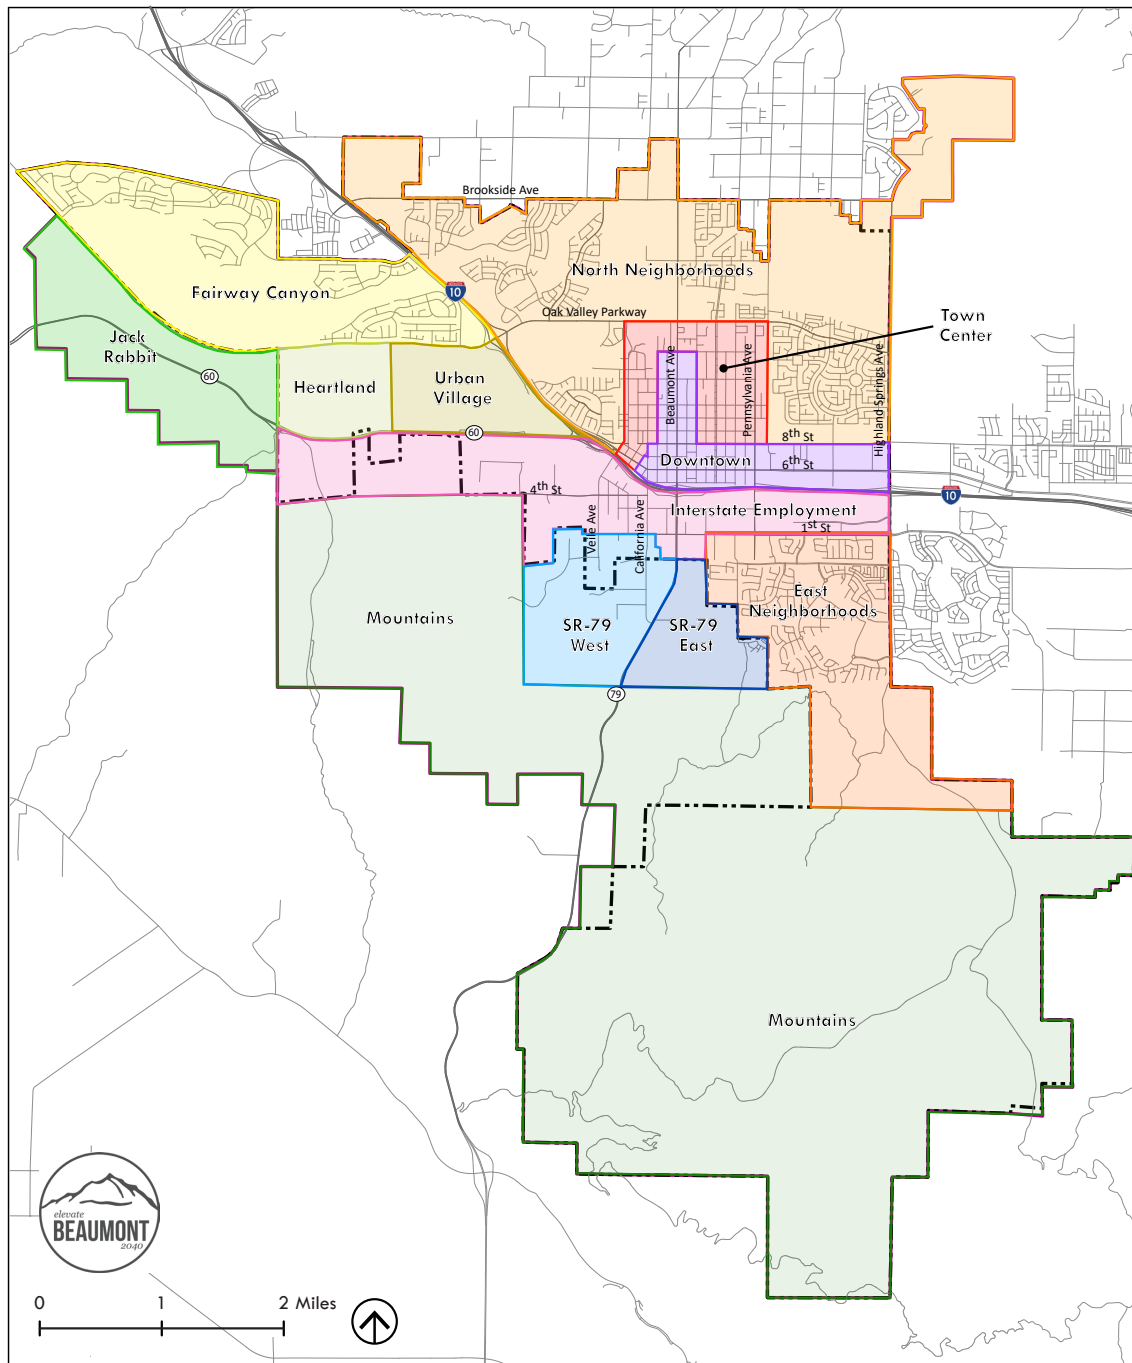 Brookside Ave
North Neighborhoods
Fairway Canyon
10
Oak Valley Parkway
Town
Center
Jack
Rabbit
60
Heartland
Urban
Village
Beaumont Ave
Pennsylvania Ave
Highland Springs Ave
60
8th St
Downtown
6th St
4th St
10
Interstate Employment
1st St
Veile Ave
California Ave
East
Neighborhoods
Mountains
SR-79
West
SR-79
East
79
Mountains
elevate
BEAUMONT
2040
0 1 2 Miles